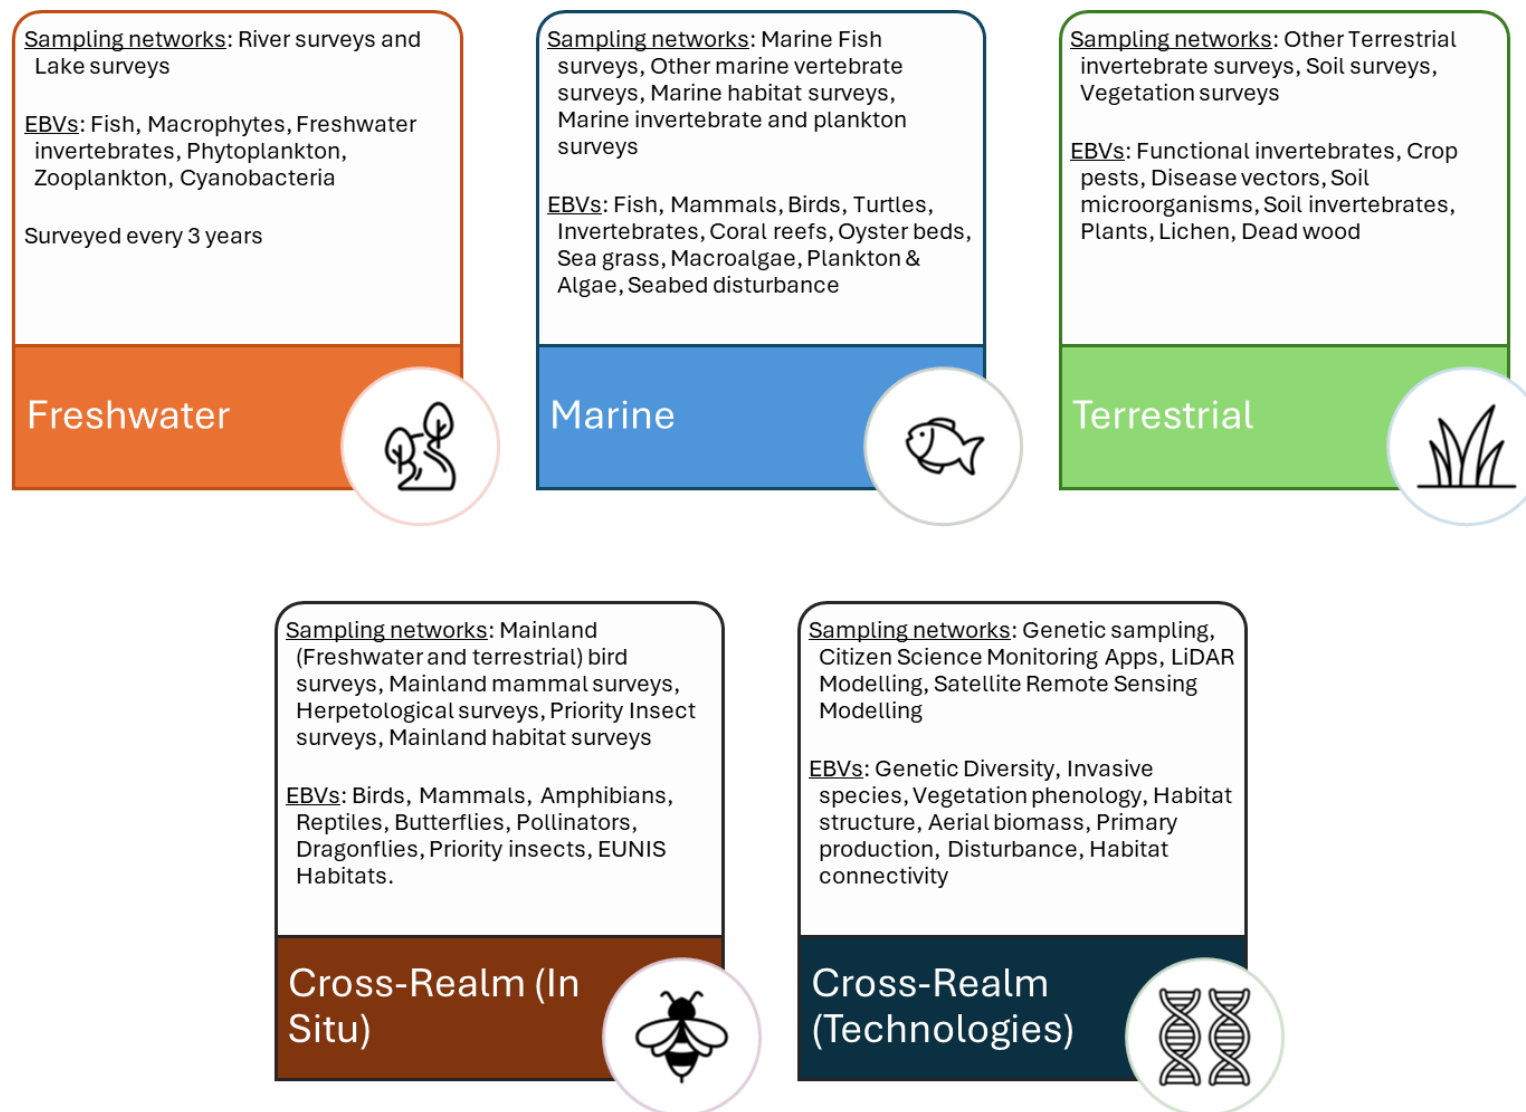 Sampling networks: River surveys and
Lake surveys
EBVs: Fish, Macrophytes, Freshwater
invertebrates, Phytoplankton,
Zooplankton, Cyanobacteria
Surveyed every 3 years
Freshwater
Sampling networks: Marine Fish
surveys, Other marine vertebrate
surveys, Marine habitat surveys,
Marine invertebrate and plankton
surveys
EBVs: Fish, Mammals, Birds, Turtles,
Invertebrates, Coral reefs, Oyster beds,
Sea grass, Macroalgae, Plankton &
Algae, Seabed disturbance
Marine
Sampling networks: Other Terrestrial
invertebrate surveys, Soil surveys,
Vegetation surveys
EBVs: Functional invertebrates, Crop
pests, Disease vectors, Soil
microorganisms, Soil invertebrates,
Plants, Lichen, Dead wood
Terrestrial
Sampling networks: Mainland
(Freshwater and terrestrial) bird
surveys, Mainland mammal surveys,
Herpetological surveys, Priority Insect
surveys, Mainland habitat surveys
EBVs: Birds, Mammals, Amphibians,
Reptiles, Butterflies, Pollinators,
Dragonflies, Priority insects, EUNIS
Habitats.
Cross-Realm (In
Situ)
Sampling networks: Genetic sampling,
Citizen Science Monitoring Apps, LiDAR
Modelling, Satellite Remote Sensing
Modelling
EBVs: Genetic Diversity, Invasive
species, Vegetation phenology, Habitat
structure, Aerial biomass, Primary
production, Disturbance, Habitat
connectivity
Cross-Realm
(Technologies)